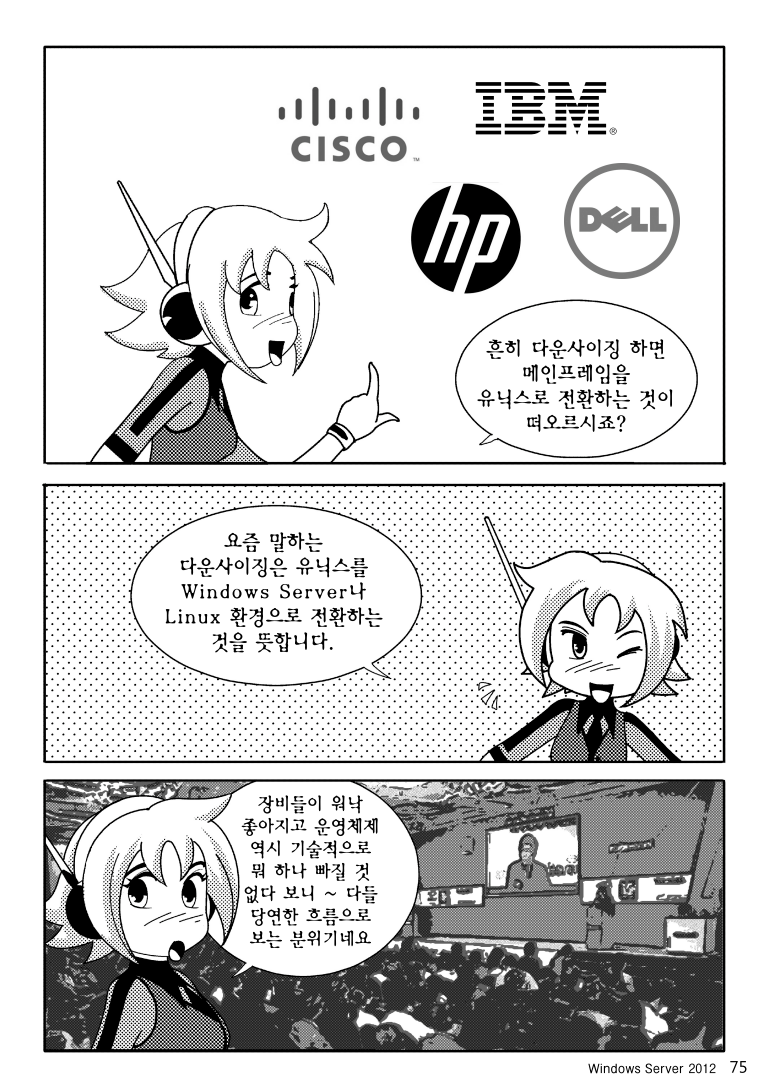 CISCO™
IBM®
hp
DELL
흔히 다운사이징 하면
메인프레임을
유닉스로 전환하는 것이
떠오르시죠?
요즘 말하는
다운사이징은 유닉스를
Windows Server나
Linux 환경으로 전환하는
것을 뜻합니다.
장비들이 워낙
좋아지고 운영체제
역시 기술적으로
뭐 하나 빠질 것
없다 보니 ~ 다들
당연한 흐름으로
보는 분위기네요
Windows Server 2012 75